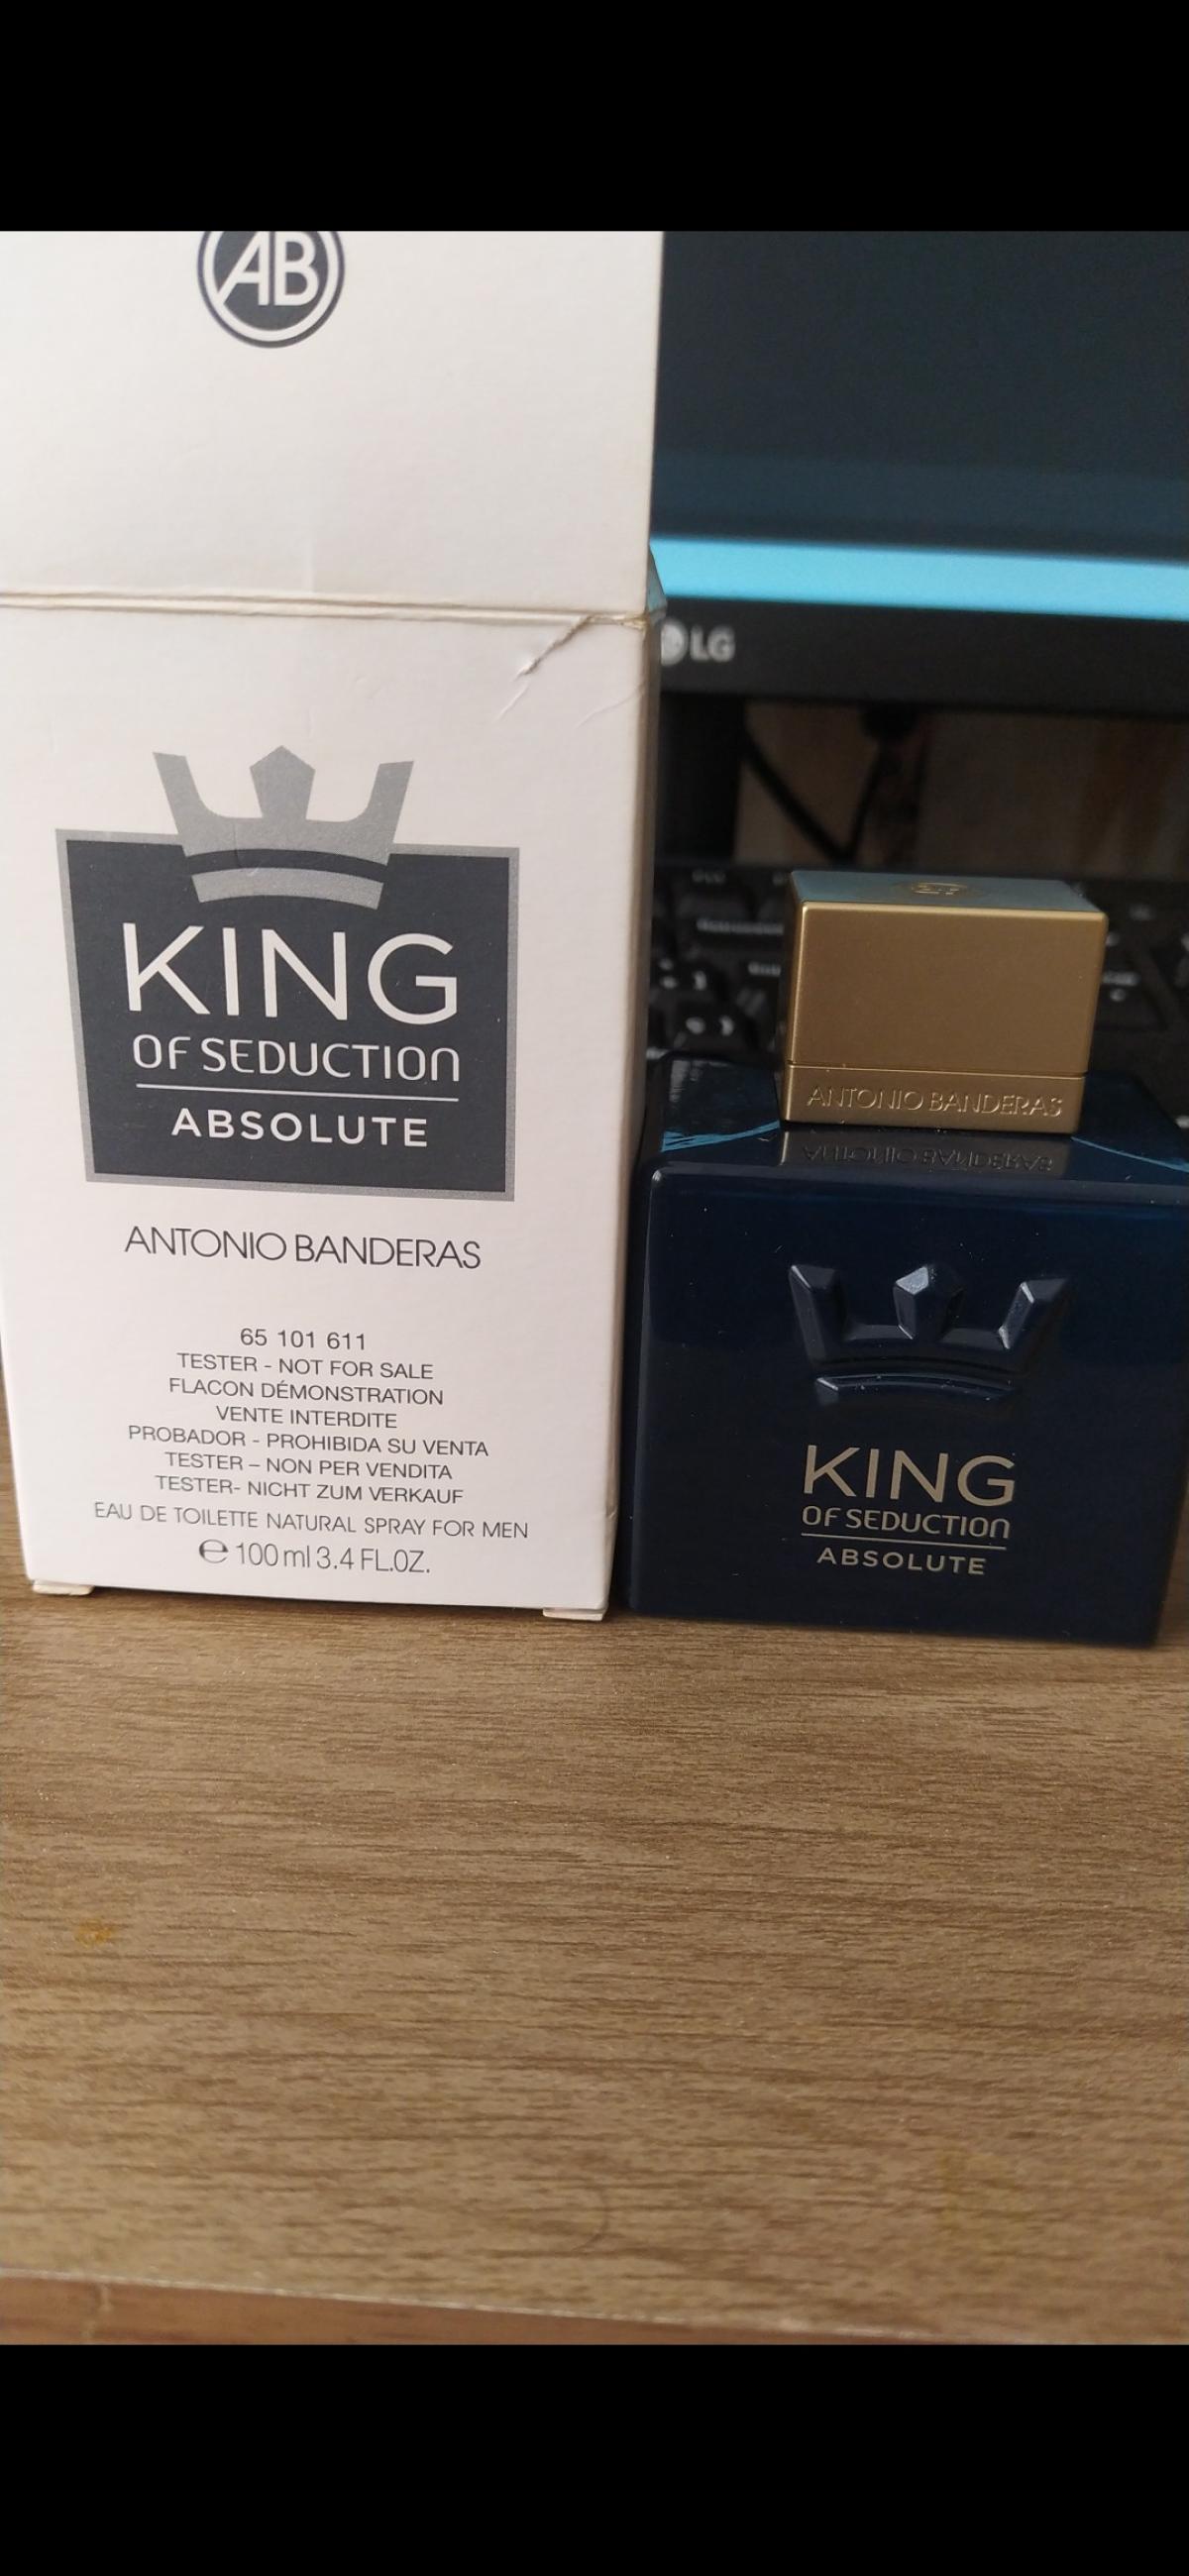 AB
LG
KING
OF SEDUCTION
ABSOLUTE
ANTONIO BANDERAS
65 101 611
TESTER - NOT FOR SALE
FLACON DÉMONSTRATION
VENTE INTERDITE
PROBADOR - PROHIBIDA SU VENTA
TESTER – NON PER VENDITA
TESTER- NICHT ZUM VERKAUF
EAU DE TOILETTE NATURAL SPRAY FOR MEN
℮ 100 ml 3.4 FL.OZ.
ANTONIO BANDERAS
KING
OF SEDUCTION
ABSOLUTE